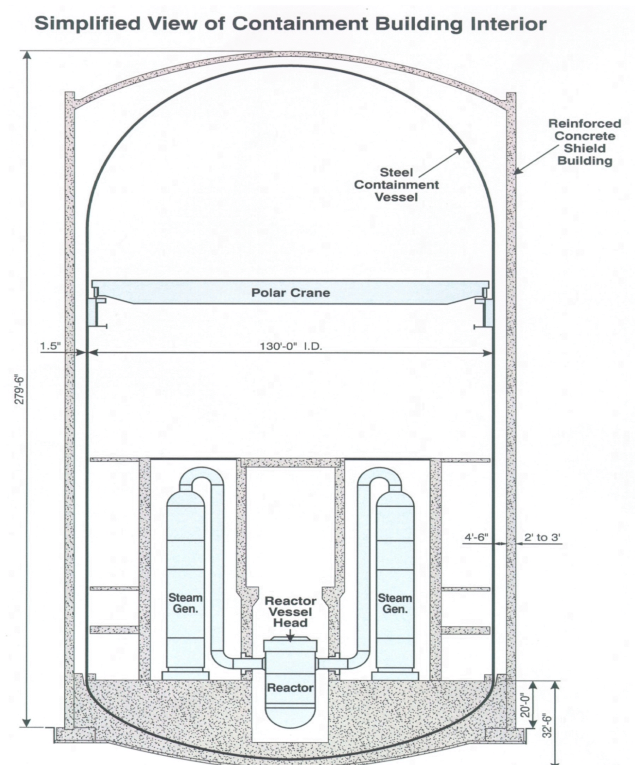 Simplified View of Containment Building Interior
Reinforced
Concrete
Shield
Building
Steel
Containment
Vessel
Polar Crane
1.5"
130'-0" I.D.
279'-6"
4'-6"
2' to 3'
Steam
Gen.
Reactor
Vessel
Head
Steam
Gen.
Reactor
20'-0"
32'-6"